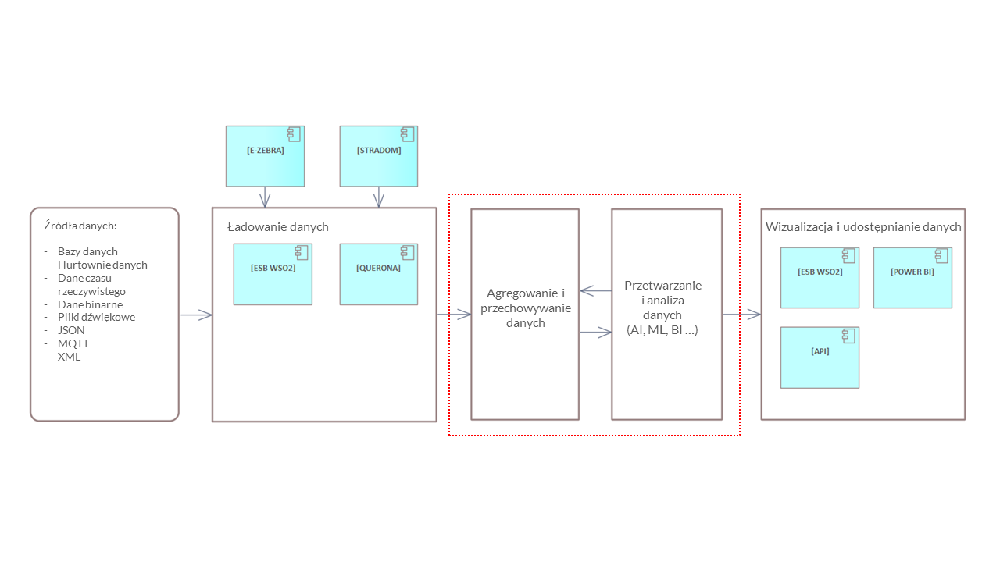 [E-ZEBRA]
[STRADOM]
Źródła danych:
- Bazy danych
- Hurtownie danych
- Dane czasu
rzeczywistego
- Dane binarne
- Pliki dźwiękowe
- JSON
- MQTT
- XML
Ładowanie danych
[ESB WSO2]
[QUERONA]
Agregowanie i
przechowywanie
danych
Przetwarzanie
i analiza
danych
(AI, ML, BI ...)
Wizualizacja i udostępnianie danych
[ESB WSO2]
[POWER BI]
[API]